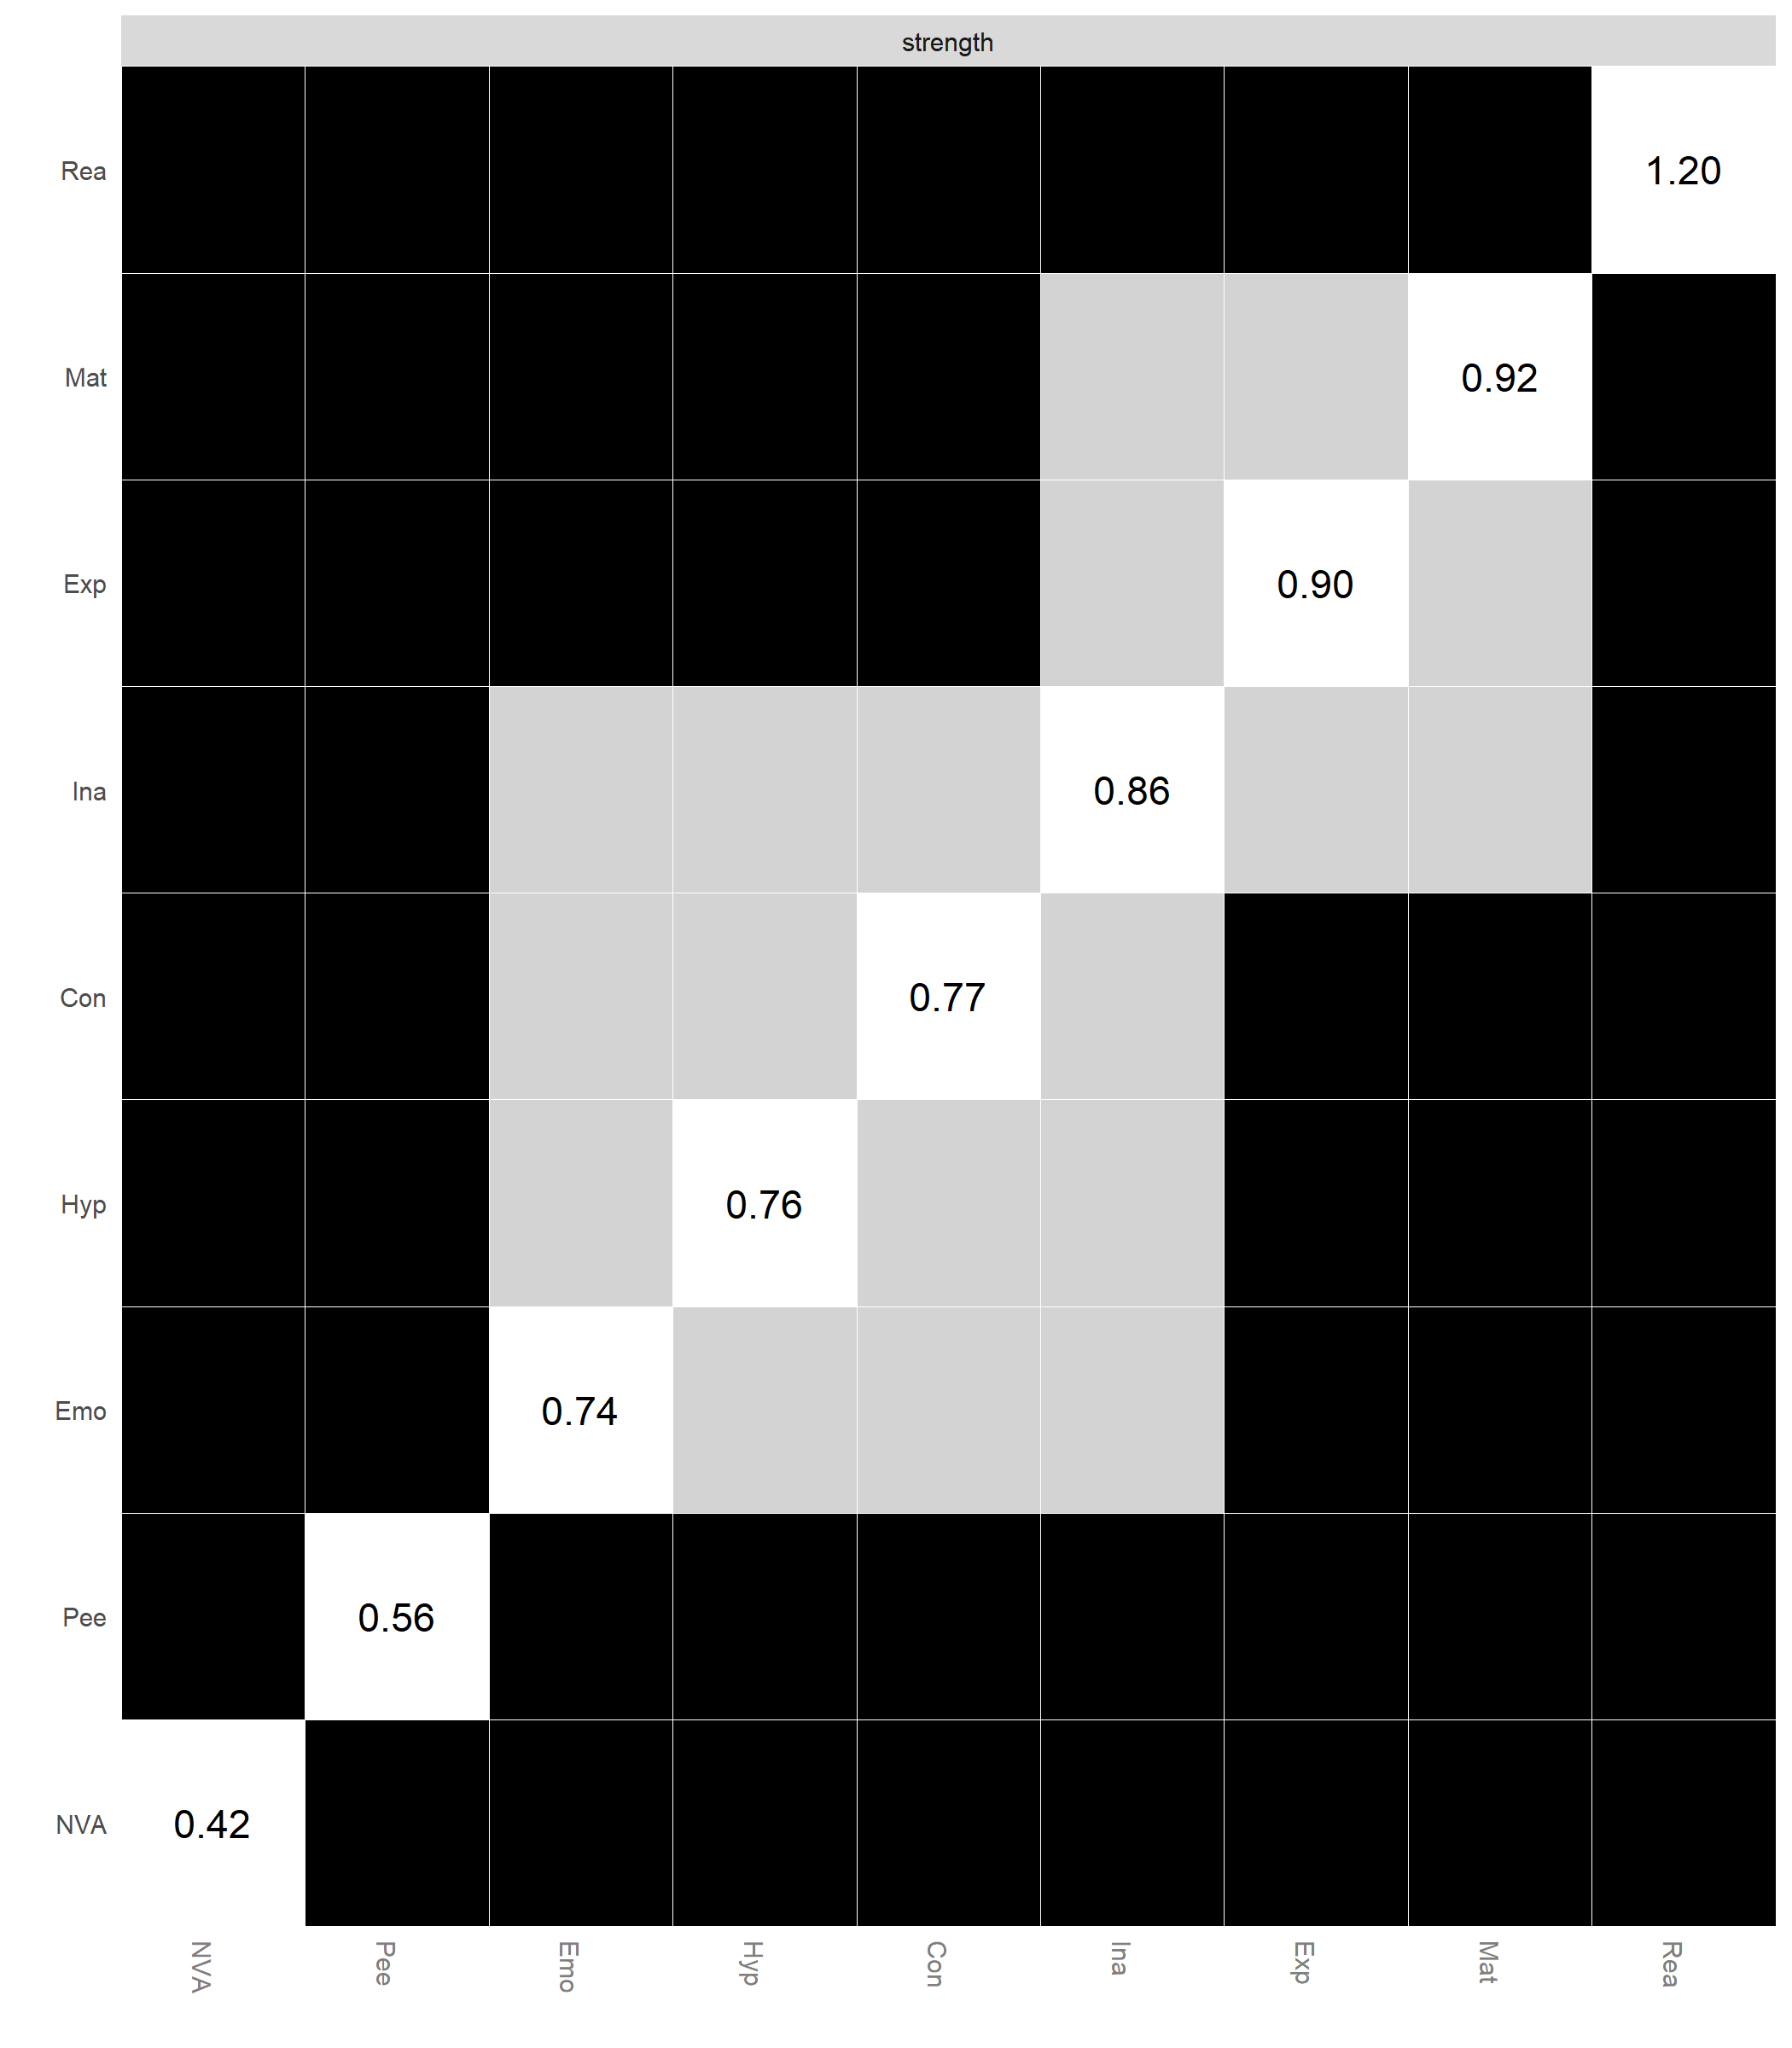 strength
Rea 1.20
Mat 0.92
Exp 0.90
Ina 0.86
Con 0.77
Hyp 0.76
Emo 0.74
Pee 0.56
NVA 0.42
NVA Pee Emo Hyp Con Ina Exp Mat Rea